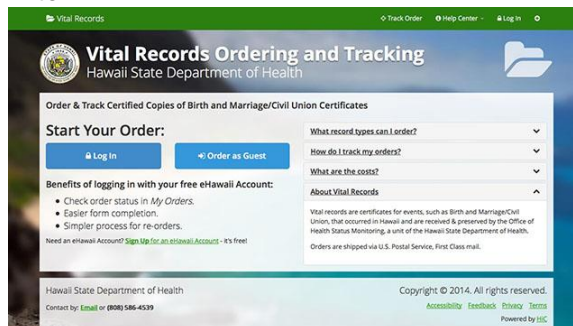 Vital Records
Track Order
Help Center
Log In
Vital Records Ordering and Tracking
Hawaii State Department of Health
Order & Track Certified Copies of Birth and Marriage/Civil Union Certificates
Start Your Order:
Log In
Order as Guest
Benefits of logging in with your free eHawaii Account:
Check order status in My Orders.
Easier form completion.
Simpler process for re-orders.
Need an eHawaii Account? Sign Up for an eHawaii Account - it's free!
What record types can I order?
How do I track my orders?
What are the costs?
About Vital Records
Vital records are certificates for events, such as Birth and Marriage/Civil
Union, that occurred in Hawaii and are received & preserved by the Office of
Health Status Monitoring, a unit of the Hawaii State Department of Health.
Orders are shipped via U.S. Postal Service, First Class mail.
Hawaii State Department of Health
Contact by: Email or (808) 586-4539
Copyright © 2014. All rights reserved.
Accessibility Feedback Privacy Terms
Powered by HIC